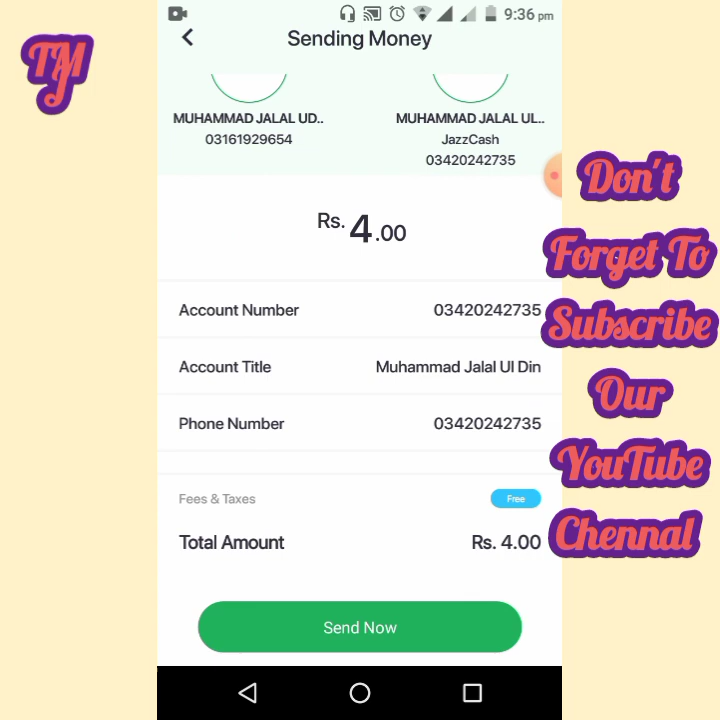 TMJ
9:36 pm
Sending Money
MUHAMMAD JALAL UD..
03161929654
MUHAMMAD JALAL UL..
JazzCash
03420242735
Rs. 4.00
Account Number 03420242735
Account Title Muhammad Jalal Ul Din
Phone Number 03420242735
Fees & Taxes Free
Total Amount Rs. 4.00
Send Now
Don't
Forget To
Subscribe
Our
YouTube
Chennal